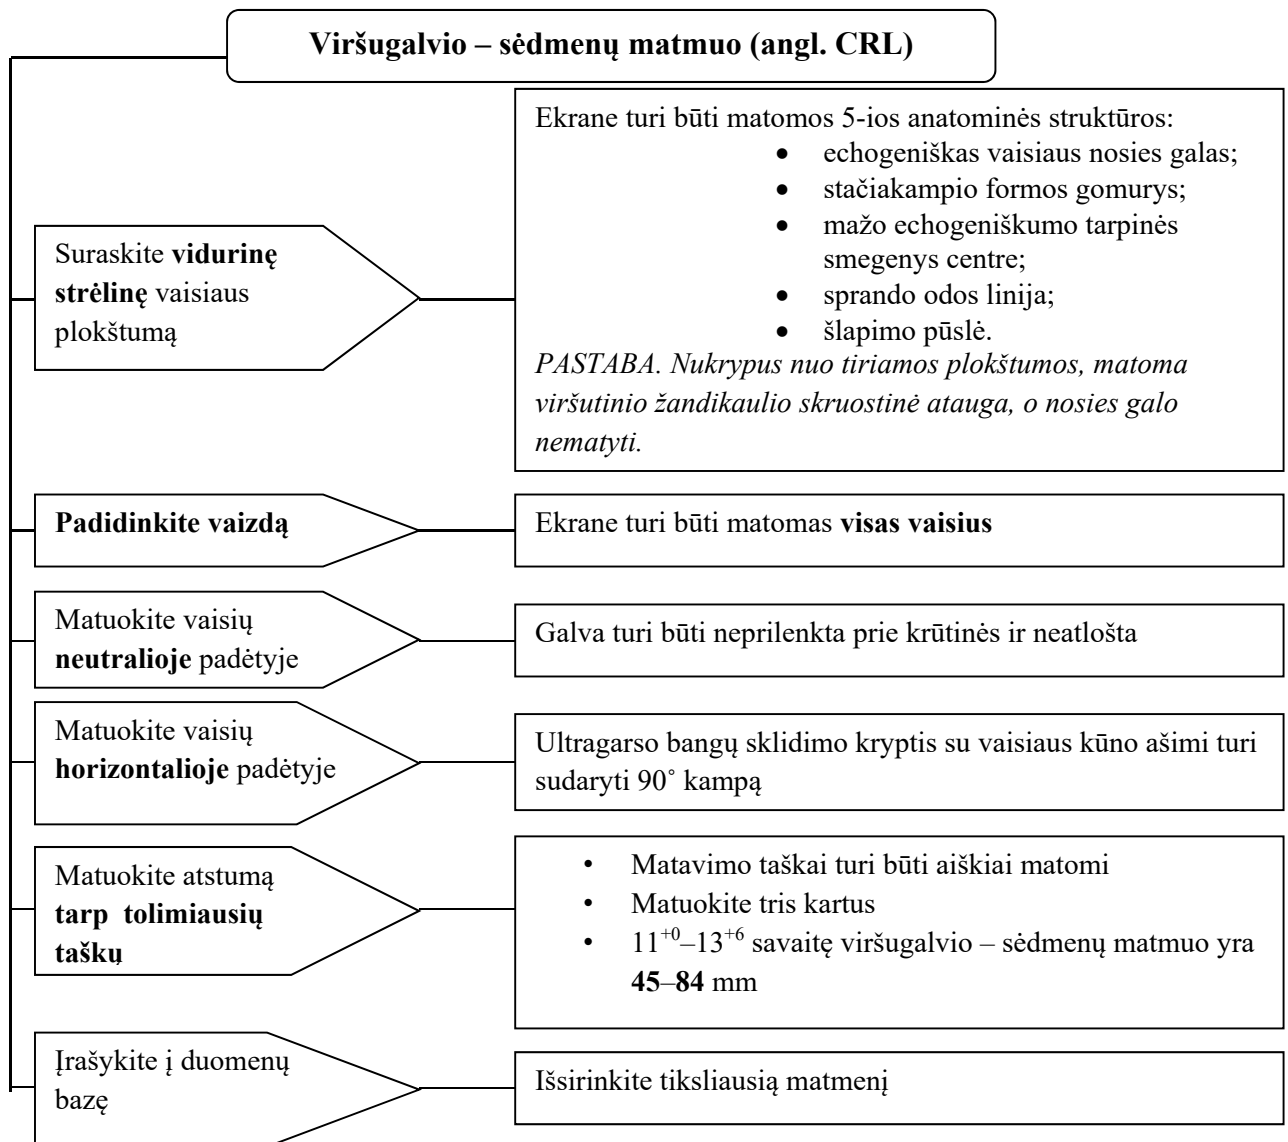 Viršugalvio – sėdmenų matmuo (angl. CRL)
Suraskite vidurinę
strėlinę vaisiaus
plokštumą
Ekrane turi būti matomos 5-ios anatominės struktūros:
• echogeniškas vaisiaus nosies galas;
• stačiakampio formos gomurys;
• mažo echogeniškumo tarpinės
smegenys centre;
• sprando odos linija;
• šlapimo pūslė.
PASTABA. Nukrypus nuo tiriamos plokštumos, matoma
viršutinio žandikaulio skruostinė atauga, o nosies galo
nematyti.
Padidinkite vaizdą
Ekrane turi būti matomas visas vaisius
Matuokite vaisių
neutralioje padėtyje
Galva turi būti neprilenkta prie krūtinės ir neatlošta
Matuokite vaisių
horizontalioje padėtyje
Ultragarso bangų sklidimo kryptis su vaisiaus kūno ašimi turi
sudaryti 90˚ kampą
Matuokite atstumą
tarp tolimiausių
taškų
• Matavimo taškai turi būti aiškiai matomi
• Matuokite tris kartus
• 11⁺⁰–13⁺⁶ savaitę viršugalvio – sėdmenų matmuo yra
45–84 mm
Įrašykite į duomenų
bazę
Išsirinkite tiksliausią matmenį